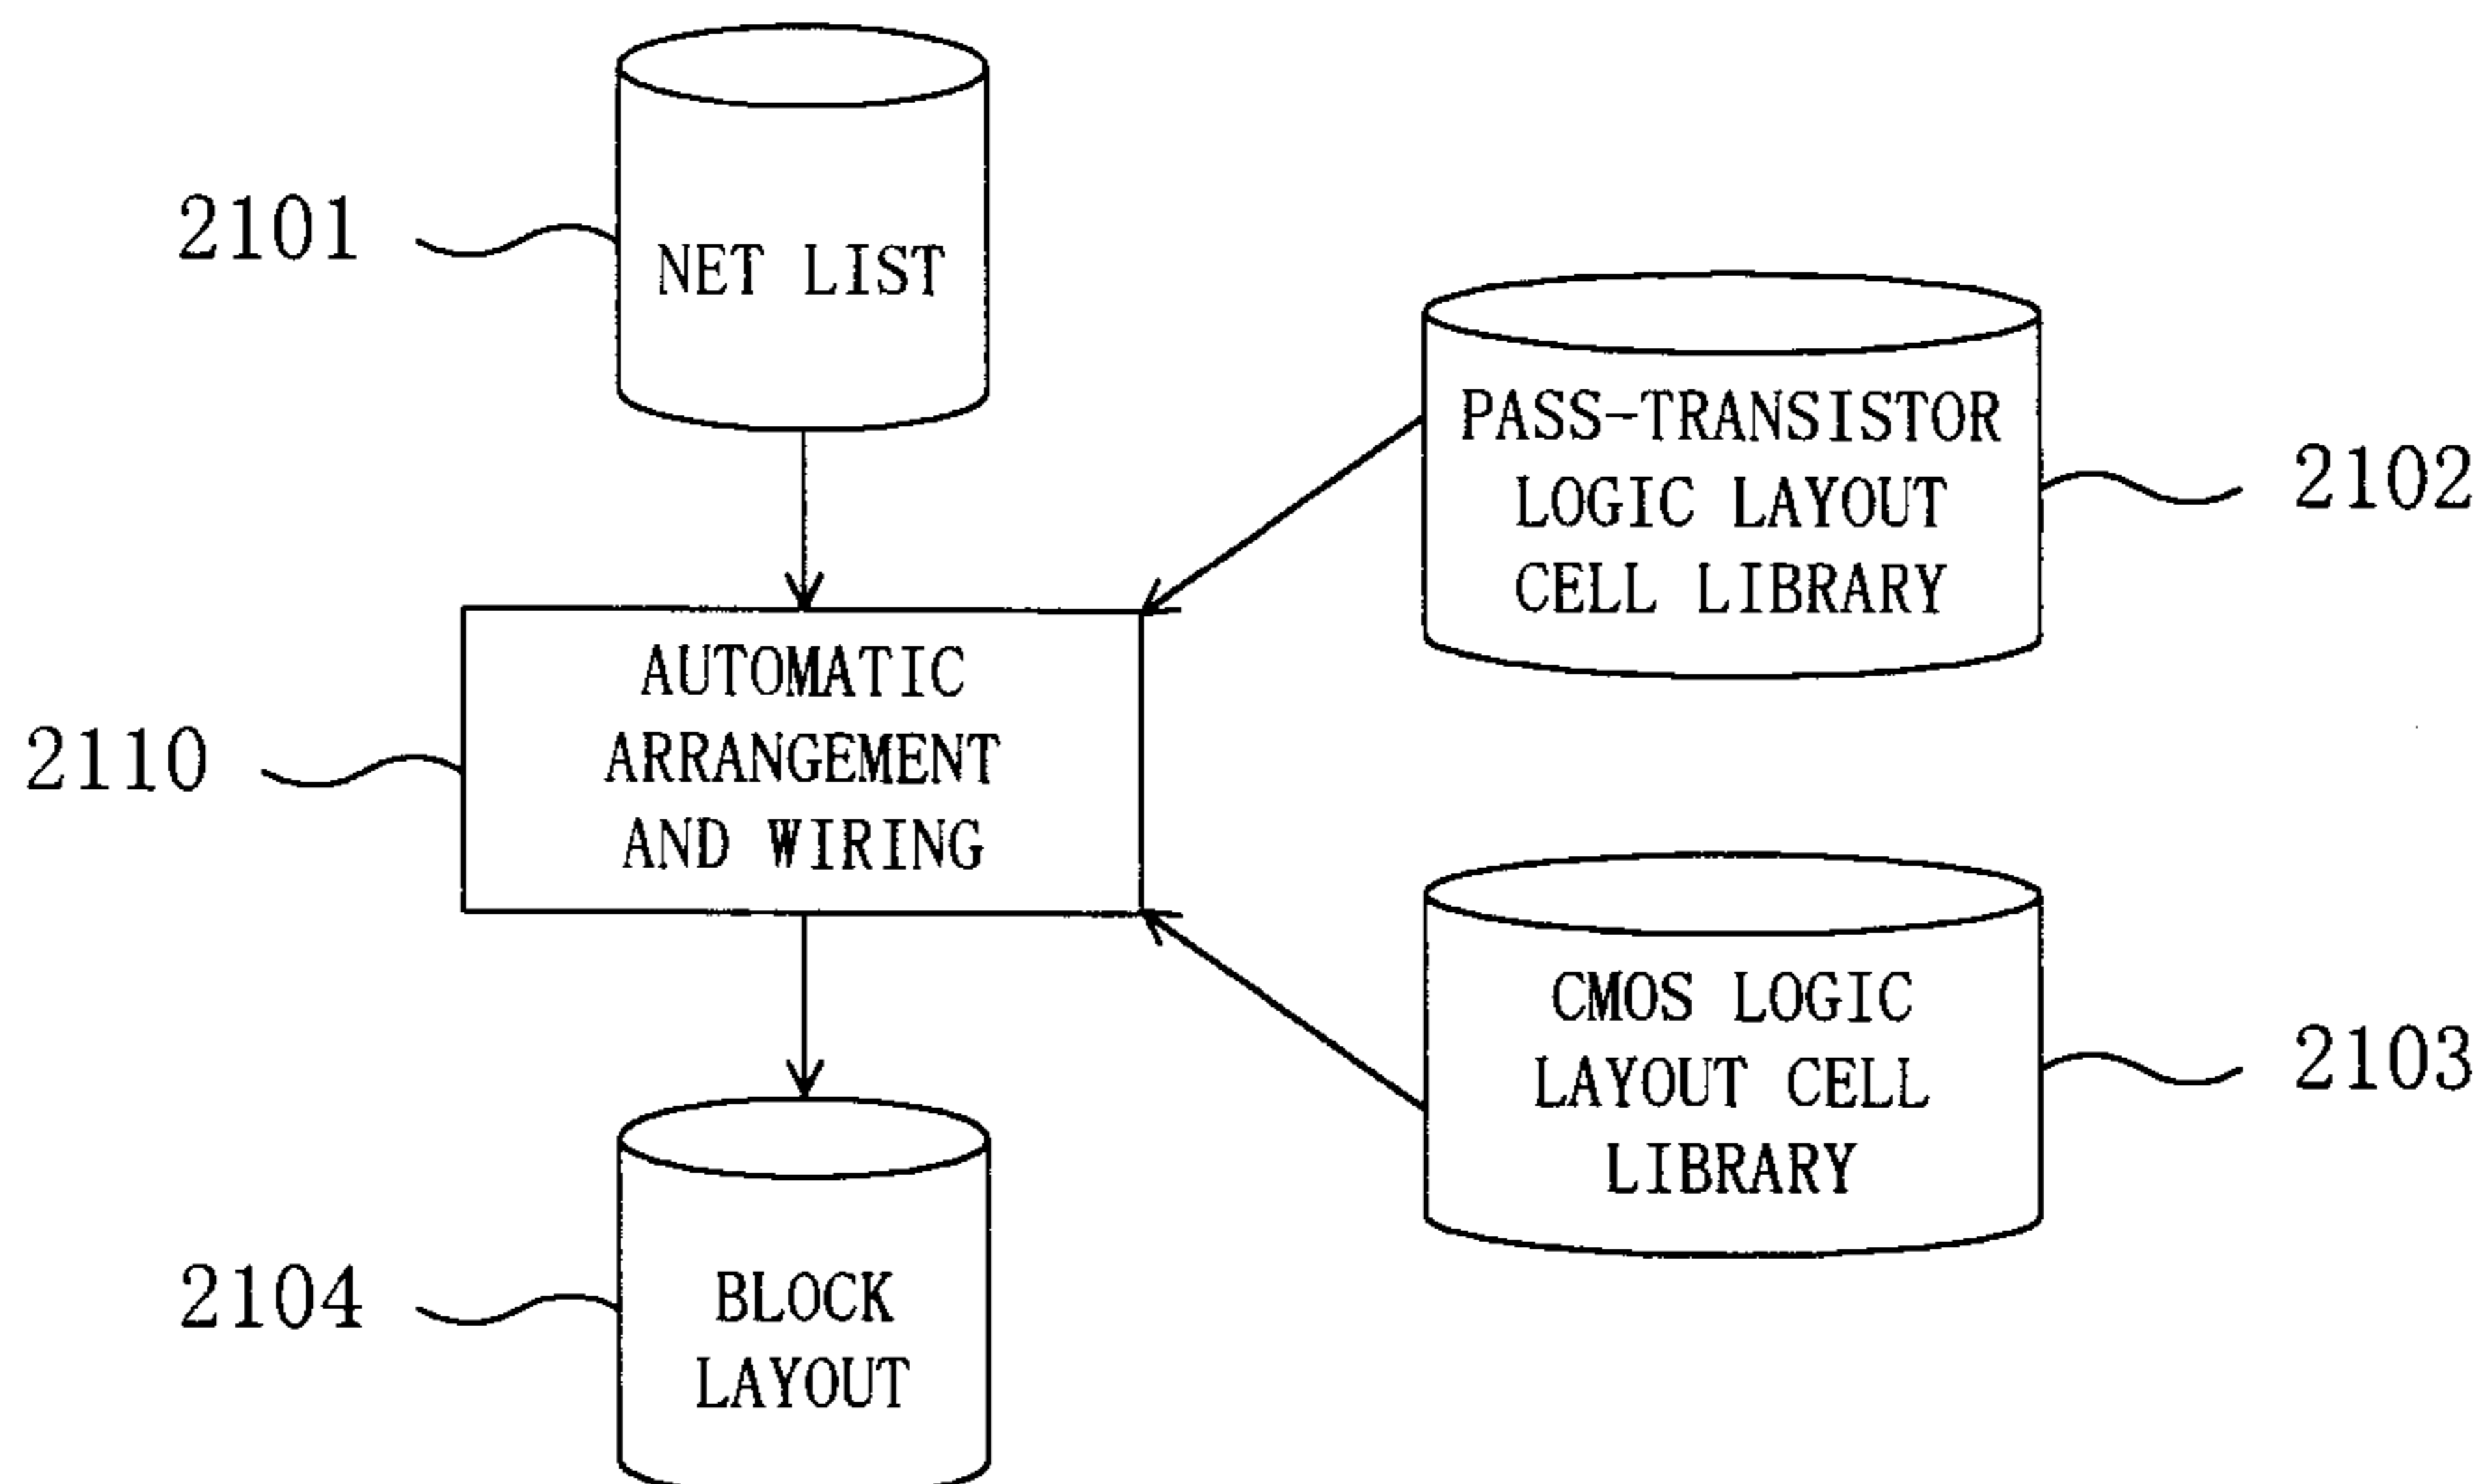 2101
NET LIST
PASS-TRANSISTOR
LOGIC LAYOUT
CELL LIBRARY
2102
2110
AUTOMATIC
ARRANGEMENT
AND WIRING
CMOS LOGIC
LAYOUT CELL
LIBRARY
2103
2104
BLOCK
LAYOUT